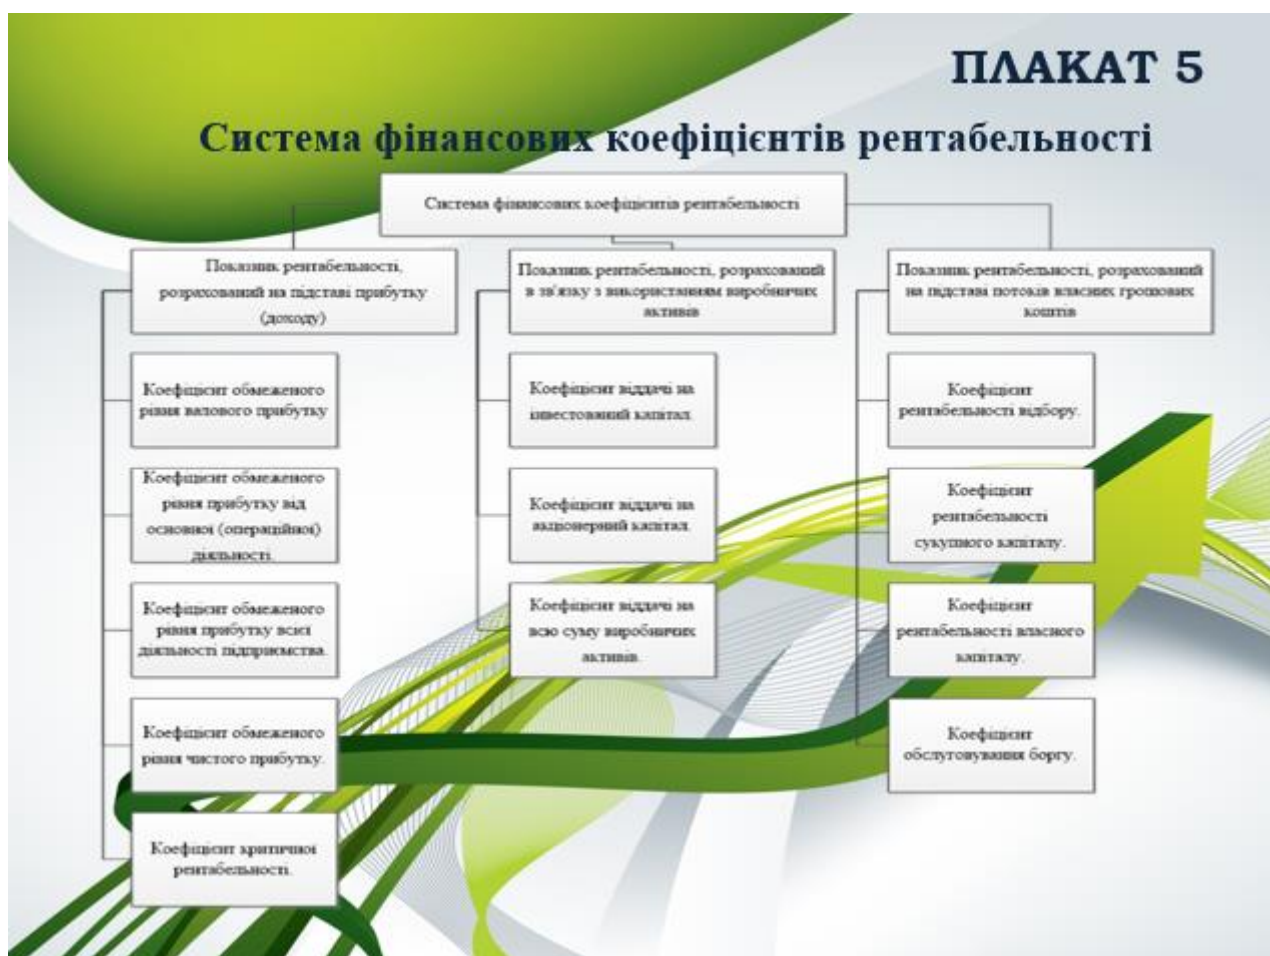 ПЛАКАТ 5
Система фінансових коефіцієнтів рентабельності
Система фінансових коефіцієнтів рентабельності
Показник рентабельності,
розрахований на підставі прибутку
(доходу)
Коефіцієнт обмеженого
рівня валового прибутку
Коефіцієнт обмеженого
рівня прибутку від
основної (операційної)
діяльності.
Коефіцієнт обмеженого
рівня прибутку всієї
діяльності підприємства.
Коефіцієнт обмеженого
рівня чистого прибутку.
Коефіцієнт критичної
рентабельності.
Показник рентабельності, розрахований
в зв'язку з використанням виробничих
активів
Коефіцієнт віддачі на
інвестований капітал.
Коефіцієнт віддачі на
акціонерний капітал.
Коефіцієнт віддачі на
всю суму виробничих
активів.
Показник рентабельності, розрахований
на підставі потоків власних грошових
коштів
Коефіцієнт
рентабельності відбору.
Коефіцієнт
рентабельності
сукупного капіталу.
Коефіцієнт
рентабельності власного
капіталу.
Коефіцієнт
обслуговування боргу.